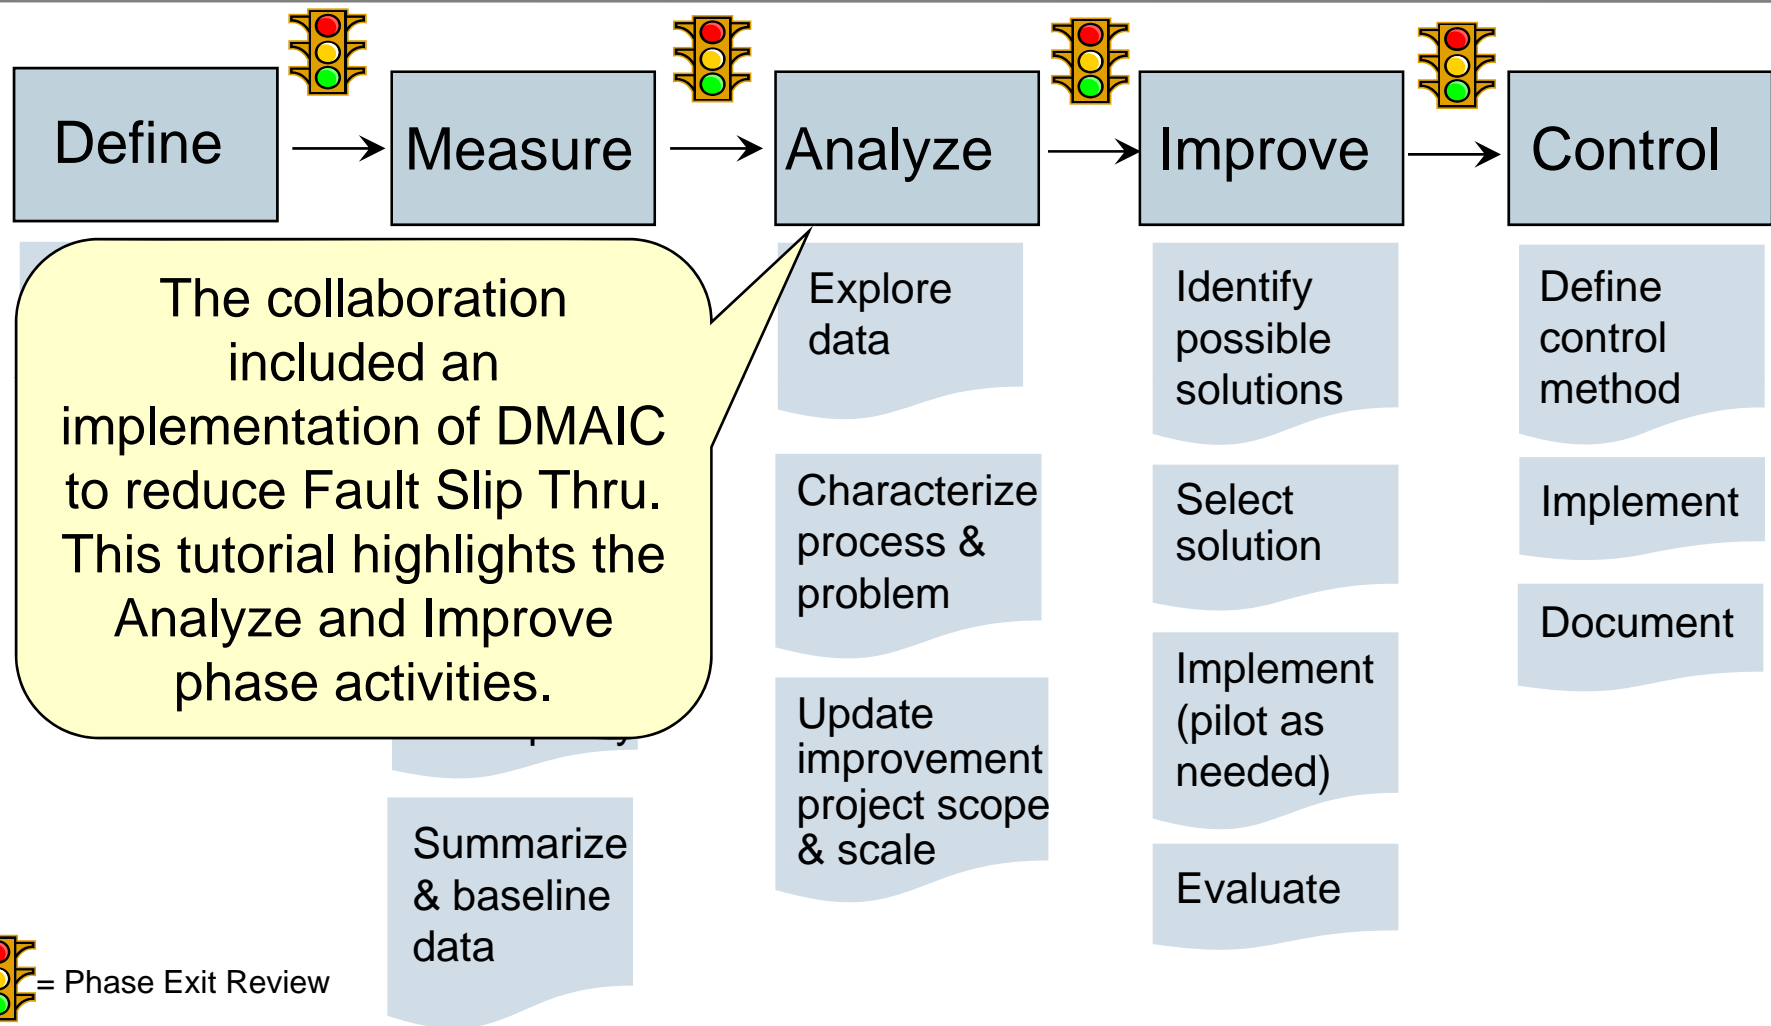 Define
Measure
Analyze
Improve
Control
The collaboration
included an
implementation of DMAIC
to reduce Fault Slip Thru.
This tutorial highlights the
Analyze and Improve
phase activities.
Summarize
& baseline
data
Explore
data
Characterize
process &
problem
Update
improvement
project scope
& scale
Identify
possible
solutions
Select
solution
Implement
(pilot as
needed)
Evaluate
Define
control
method
Implement
Document
= Phase Exit Review